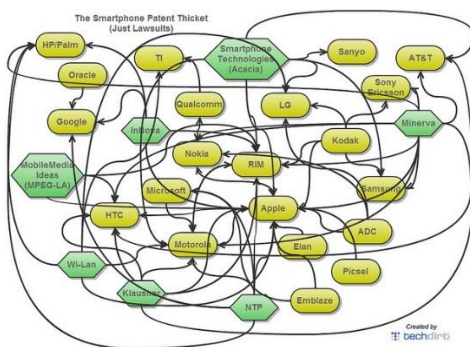 The Smartphone Patent Thicket
(Just Lawsuits)
HP/Palm
TI
Smartphone
Technologies
(Acacia)
Sanyo
AT&T
Oracle
Sony
Ericsson
Qualcomm
LG
Google
Innova
Minerva
Kodak
Nokia
RIM
MobileMedia
Ideas
(MPEG-LA)
Microsoft
Samsung
HTC
Apple
ADC
Motorola
Elan
Wi-Lan
Picsel
Klausner
NTP
Emblaze
Created by
techdirt